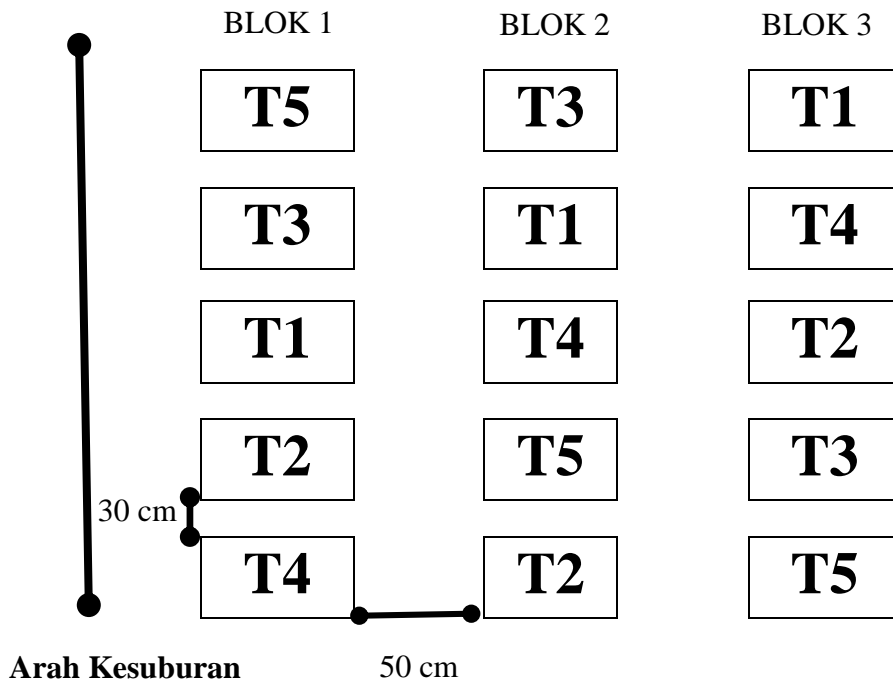 BLOK 1 BLOK 2 BLOK 3
T5 T3 T1
T3 T1 T4
T1 T4 T2
T2 T5 T3
30 cm
T4 T2 T5
Arah Kesuburan 50 cm